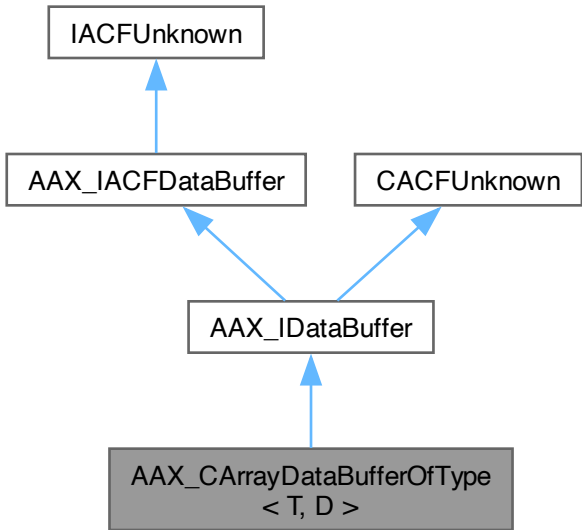 IACFUnknown
AAX_IACFDataBuffer
CACFUnknown
AAX_IDataBuffer
AAX_CArrayDataBufferOfType
< T, D >